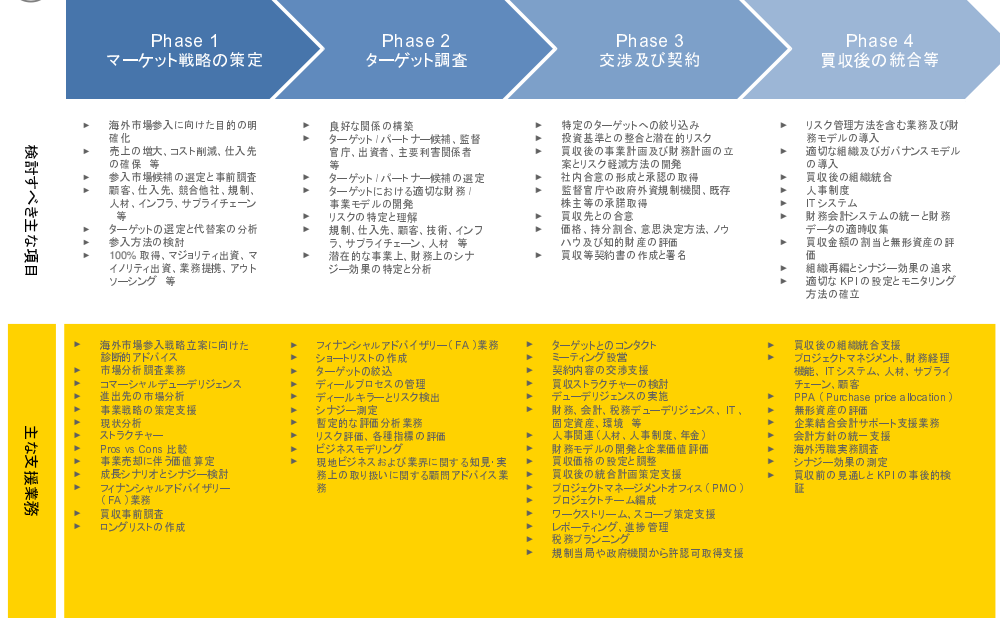 Phase 1
マーケット戦略の策定
Phase 2
ターゲット調査
Phase 3
交渉及び契約
Phase 4
買収後の統合等
検討すべき主な項目
► 海外市場参入に向けた目的の明
確化
► 売上の増大、コスト削減、仕入先
の確保 等
► 参入市場候補の選定と事前調査
► 顧客、仕入先、競合他社、規制、
人材、インフラ、サプライチェーン
等
► ターゲットの選定と代替案の分析
► 参入方法の検討
► 100% 取得、マジョリティ出資、マ
イノリティ出資、業務提携、アウト
ソーシング 等
► 良好な関係の構築
► ターゲット/パートナー候補、監督
官庁、出資者、主要利害関係者
等
► ターゲット/パートナー候補の選定
► ターゲットにおける適切な財務/
事業モデルの開発
► リスクの特定と理解
► 規制、仕入先、顧客、技術、インフ
ラ、サプライチェーン、人材 等
► 潜在的な事業上、財務上のシナ
ジー効果の特定と分析
► 特定のターゲットへの絞り込み
► 投資基準との整合と潜在的リスク
► 買収後の事業計画及び財務計画の立
案とリスク軽減方法の開発
► 社内合意の形成と承認の取得
► 監督官庁や政府外資規制機関、既存
株主等の承諾取得
► 買収先との合意
► 価格、持分割合、意思決定方法、ノウ
ハウ及び知的財産の評価
► 買収等契約書の作成と署名
► リスク管理方法を含む業務及び財
務モデルの導入
► 適切な組織及びガバナンスモデル
の導入
► 買収後の組織統合
► 人事制度
► ITシステム
► 財務会計システムの統一と財務
データの適時収集
► 買収金額の割当と無形資産の評
価
► 組織再編とシナジー効果の追求
► 適切な KPIの設定とモニタリング
方法の確立
主な支援業務
► 海外市場参入戦略立案に向けた
診断的アドバイス
► 市場分析調査業務
► コマーシャルデューデリジェンス
► 進出先の市場分析
► 事業戦略の策定支援
► 現状分析
► ストラクチャー
► Pros vs Cons 比較
► 事業売却に伴う価値算定
► 成長シナリオとシナジー検討
► フィナンシャルアドバイザリー
(FA)業務
► 買収事前調査
► ロングリストの作成
► フィナンシャルアドバイザリー(FA)業務
► ショートリストの作成
► ターゲットの絞込
► ディールプロセスの管理
► ディールキラーとリスク検出
► シナジー測定
► 暫定的な評価分析業務
► リスク評価、各種指標の評価
► ビジネスモデリング
► 現地ビジネスおよび業界に関する知見・実
務上の取り扱いに関する顧問アドバイス業
務
► ターゲットとのコンタクト
► ミーティング設営
► 契約内容の交渉支援
► 買収ストラクチャーの検討
► デューデリジェンスの実施
► 財務、会計、税務デューデリジェンス、IT、
固定資産、環境 等
► 人事関連(人材、人事制度、年金)
► 財務モデルの開発と企業価値評価
► 買収価格の設定と調整
► 買収後の統合計画策定支援
► プロジェクトマネージメントオフィス(PMO)
► プロジェクトチーム編成
► ワークストリーム、スコープ策定支援
► レポーティング、進捗管理
► 税務プランニング
► 規制当局や政府機関から許認可取得支援
► 買収後の組織統合支援
► プロジェクトマネジメント、財務経理
機能、ITシステム、人材、サプライ
チェーン、顧客
► PPA(Purchase price allocation)
► 無形資産の評価
► 企業結合会計サポート支援業務
► 会計方針の統一支援
► 海外汚職実務調査
► シナジー効果の測定
► 買収前の見通しとKPIの事後的検
証